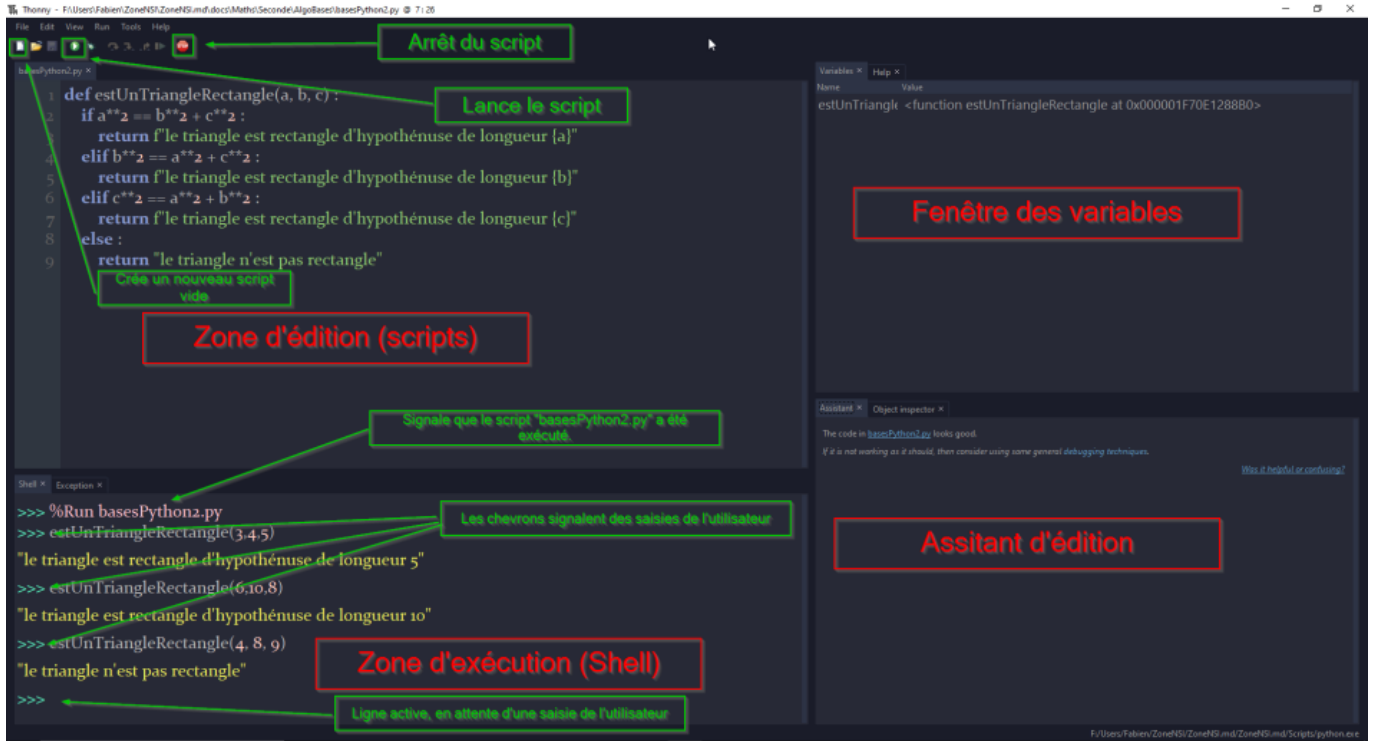 Thonny - F:\Users\Fabien\ZoneNSI\ZoneNSI.md\docs\Maths\Seconde\AlgoBases\basesPython2.py @ 7:26
File Edit View Run Tools Help
Arrêt du script
basesPython2.py ×
Lance le script
1 def estUnTriangleRectangle(a, b, c) :
2 if a**2 == b**2 + c**2 :
3 return f"le triangle est rectangle d'hypothénuse de longueur {a}"
4 elif b**2 == a**2 + c**2 :
5 return f"le triangle est rectangle d'hypothénuse de longueur {b}"
6 elif c**2 == a**2 + b**2 :
7 return f"le triangle est rectangle d'hypothénuse de longueur {c}"
8 else :
9 return "le triangle n'est pas rectangle"
Crée un nouveau script
vide
Zone d'édition (scripts)
Signale que le script "basesPython2.py" a été
exécuté.
Variables × Help ×
Name Value
estUnTriangle <function estUnTriangleRectangle at 0x000001F70E1288B0>
Fenêtre des variables
Assistant × Object inspector ×
The code in basesPython2.py looks good.
If it is not working as it should, then consider using some general debugging techniques.
Was it helpful or confusing?
Assitant d'édition
Shell × Exception ×
>>> %Run basesPython2.py
>>> estUnTriangleRectangle(3,4,5)
"le triangle est rectangle d'hypothénuse de longueur 5"
>>> estUnTriangleRectangle(6,10,8)
"le triangle est rectangle d'hypothénuse de longueur 10"
>>> estUnTriangleRectangle(4, 8, 9)
"le triangle n'est pas rectangle"
>>>
Les chevrons signalent des saisies de l'utilisateur
Zone d'exécution (Shell)
Ligne active, en attente d'une saisie de l'utilisateur
F:/Users/Fabien/ZoneNSI/ZoneNSI.md/ZoneNSI.md/Scripts/python.exe